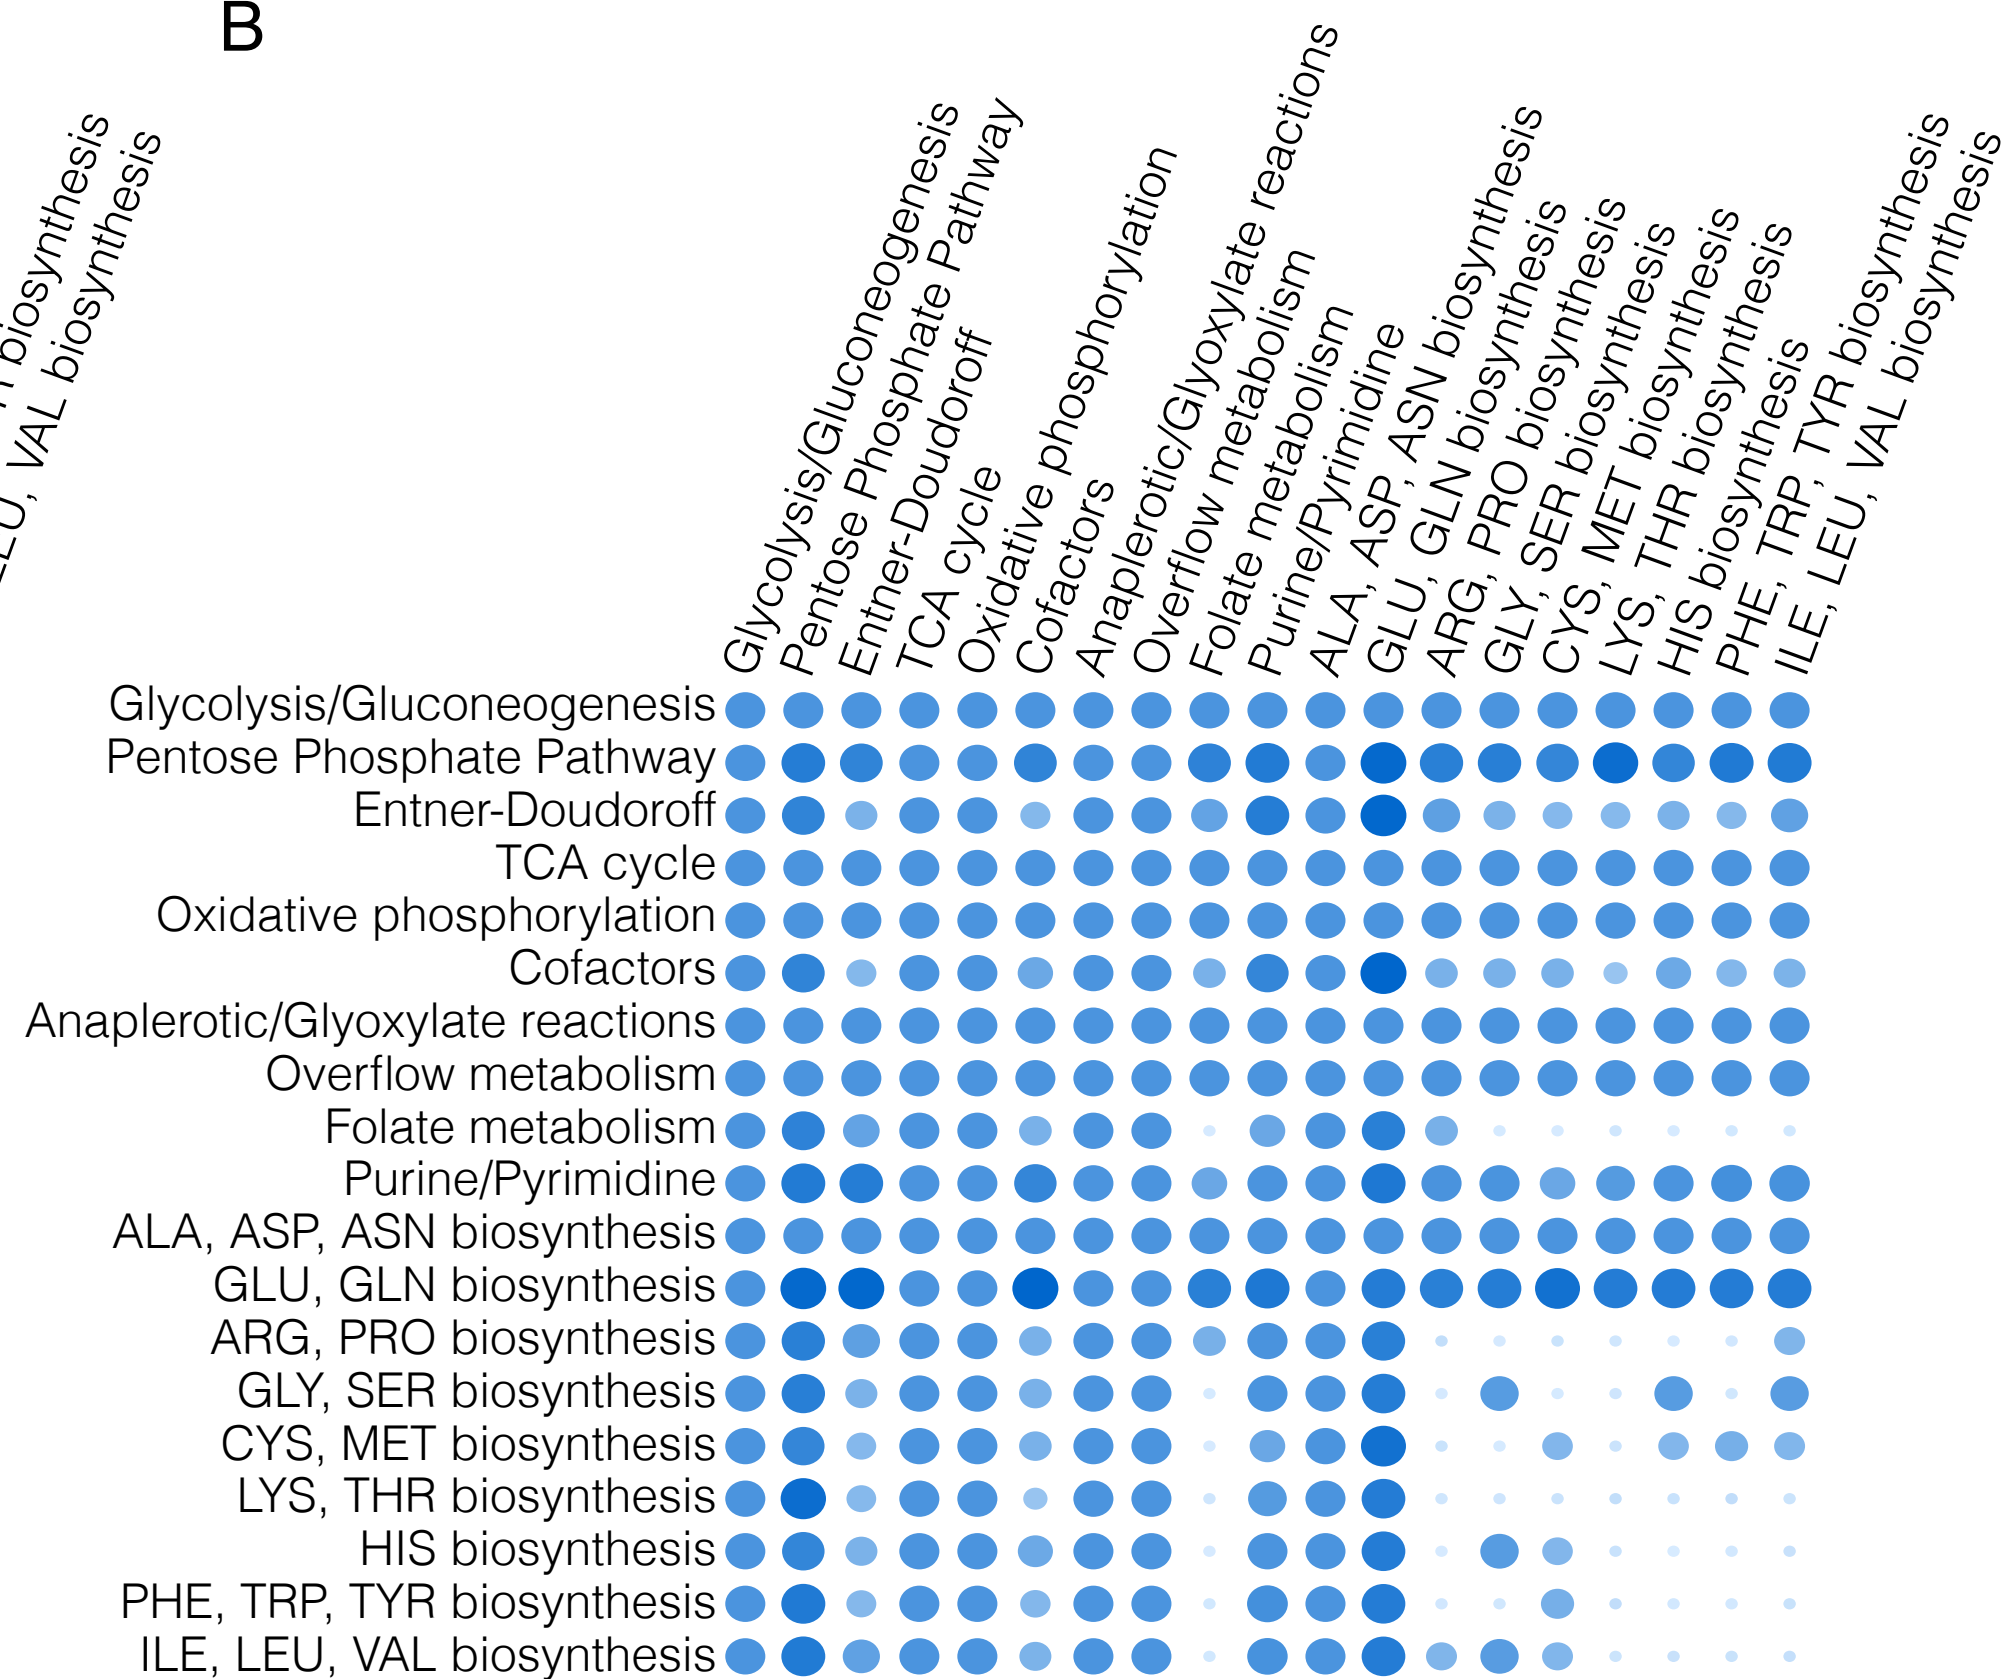 B
biosynthesis
VAL biosynthesis
Glycolysis/Gluconeogenesis
Pentose Phosphate Pathway
Entner-Doudoroff
TCA cycle
Oxidative phosphorylation
Cofactors
Anaplerotic/Glyoxylate reactions
Overflow metabolism
Folate metabolism
Purine/Pyrimidine
ALA, ASP, ASN biosynthesis
GLU, GLN biosynthesis
ARG, PRO biosynthesis
GLY, SER biosynthesis
CYS, MET biosynthesis
LYS, THR biosynthesis
HIS biosynthesis
PHE, TRP, TYR biosynthesis
ILE, LEU, VAL biosynthesis
Glycolysis/Gluconeogenesis
Pentose Phosphate Pathway
Entner-Doudoroff
TCA cycle
Oxidative phosphorylation
Cofactors
Anaplerotic/Glyoxylate reactions
Overflow metabolism
Folate metabolism
Purine/Pyrimidine
ALA, ASP, ASN biosynthesis
GLU, GLN biosynthesis
ARG, PRO biosynthesis
GLY, SER biosynthesis
CYS, MET biosynthesis
LYS, THR biosynthesis
HIS biosynthesis
PHE, TRP, TYR biosynthesis
ILE, LEU, VAL biosynthesis